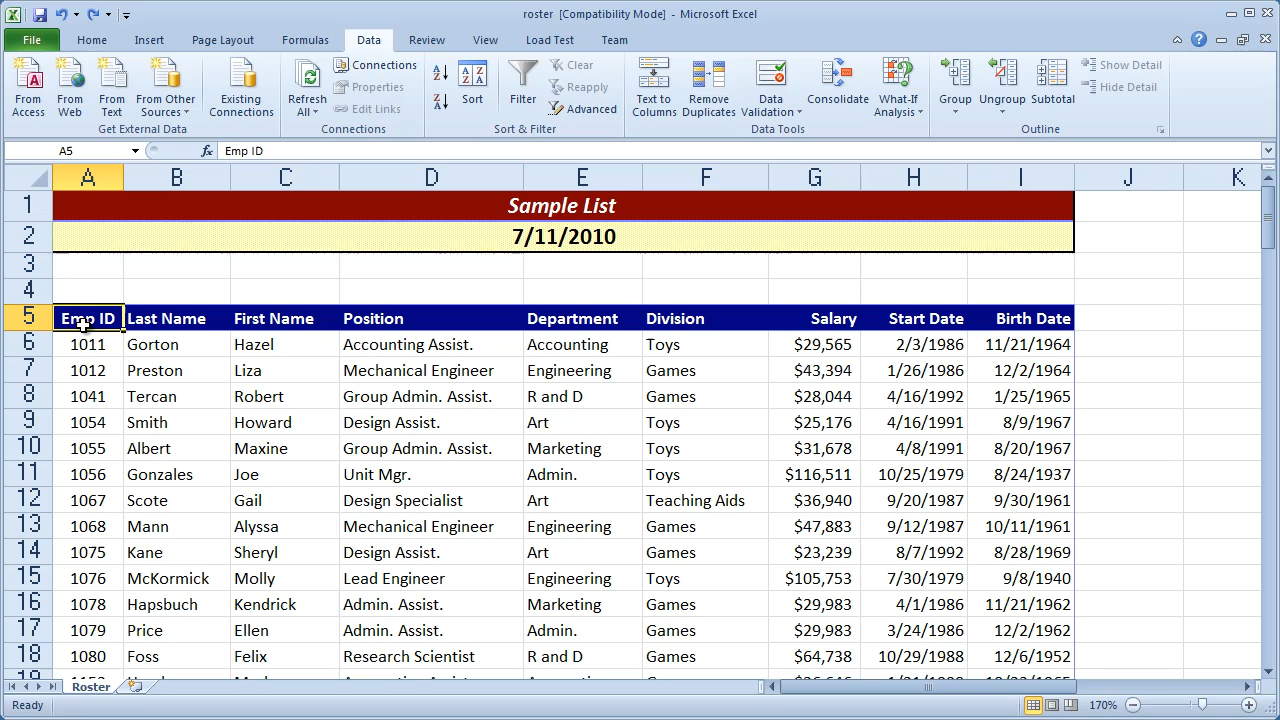 roster [Compatibility Mode] - Microsoft Excel
File Home Insert Page Layout Formulas Data Review View Load Test Team
From Access From Web From Text From Other Sources Existing Connections Refresh All Connections Properties Edit Links Sort Filter Clear Reapply Advanced Text to Columns Remove Duplicates Data Validation Consolidate What-If Analysis Group Ungroup Subtotal Show Detail Hide Detail
Get External Data Connections Sort & Filter Data Tools Outline
A5 fx Emp ID
A B C D E F G H I J K
1 Sample List
2 7/11/2010
3
4
5 Emp ID Last Name First Name Position Department Division Salary Start Date Birth Date
6 1011 Gorton Hazel Accounting Assist. Accounting Toys $29,565 2/3/1986 11/21/1964
7 1012 Preston Liza Mechanical Engineer Engineering Games $43,394 1/26/1986 12/2/1964
8 1041 Tercan Robert Group Admin. Assist. R and D Games $28,044 4/16/1992 1/25/1965
9 1054 Smith Howard Design Assist. Art Toys $25,176 4/16/1991 8/9/1967
10 1055 Albert Maxine Group Admin. Assist. Marketing Toys $31,678 4/8/1991 8/20/1967
11 1056 Gonzales Joe Unit Mgr. Admin. Toys $116,511 10/25/1979 8/24/1937
12 1067 Scote Gail Design Specialist Art Teaching Aids $36,940 9/20/1987 9/30/1961
13 1068 Mann Alyssa Mechanical Engineer Engineering Games $47,883 9/12/1987 10/11/1961
14 1075 Kane Sheryl Design Assist. Art Games $23,239 8/7/1992 8/28/1969
15 1076 McKormick Molly Lead Engineer Engineering Toys $105,753 7/30/1979 9/8/1940
16 1078 Hapsbuch Kendrick Admin. Assist. Marketing Games $29,983 4/1/1986 11/21/1962
17 1079 Price Ellen Admin. Assist. Admin. Games $29,983 3/24/1986 12/2/1962
18 1080 Foss Felix Research Scientist R and D Games $64,738 10/29/1988 12/6/1952
Roster
Ready 170%